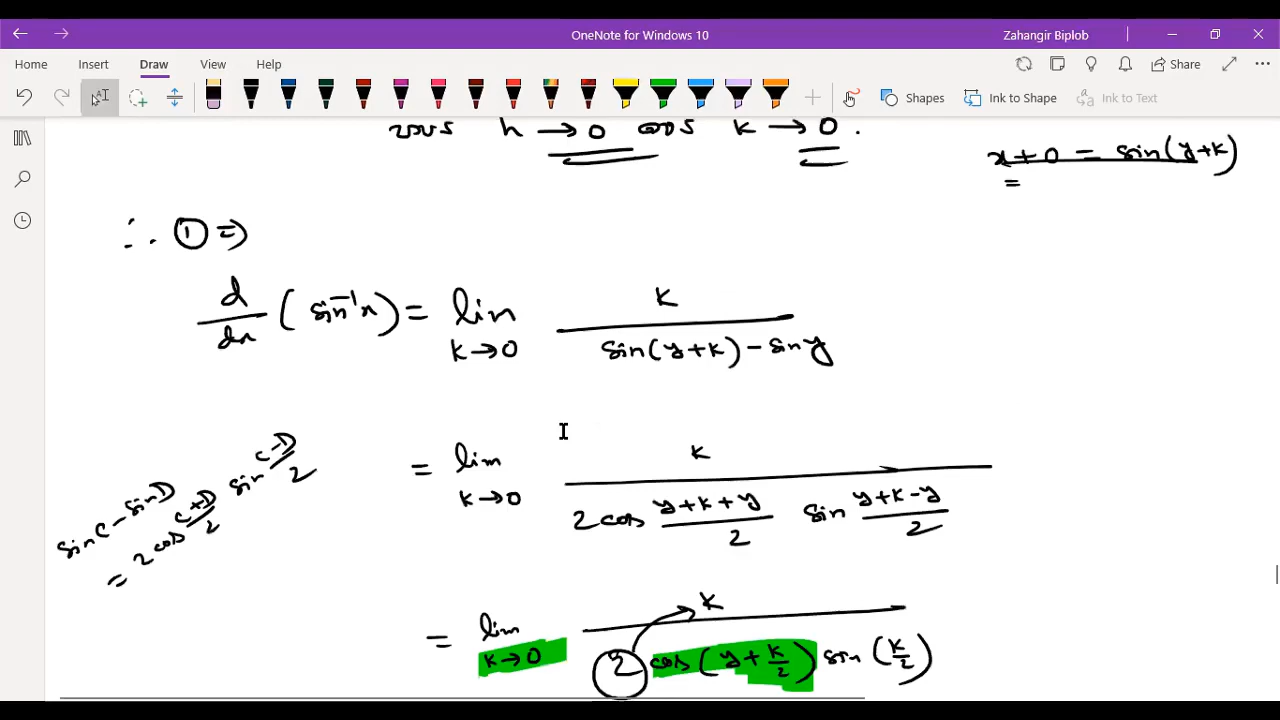 OneNote for Windows 10
Zahangir Biplob
Home Insert Draw View Help
Share
Shapes Ink to Shape Ink to Text
h → 0 k → 0 .
x + 0 = sin(y+k)
=
∴ ① ⇒
d/dx (sin⁻¹x) = lim k→0 k / sin(y+k) - sin y
= lim k→0 k / 2 cos (y+k+y)/2 sin (y+k-y)/2
sin C - sin D
= 2 cos (C+D)/2 sin (C-D)/2
= lim k→0 k / 2 cos(y + k/2) sin(k/2)